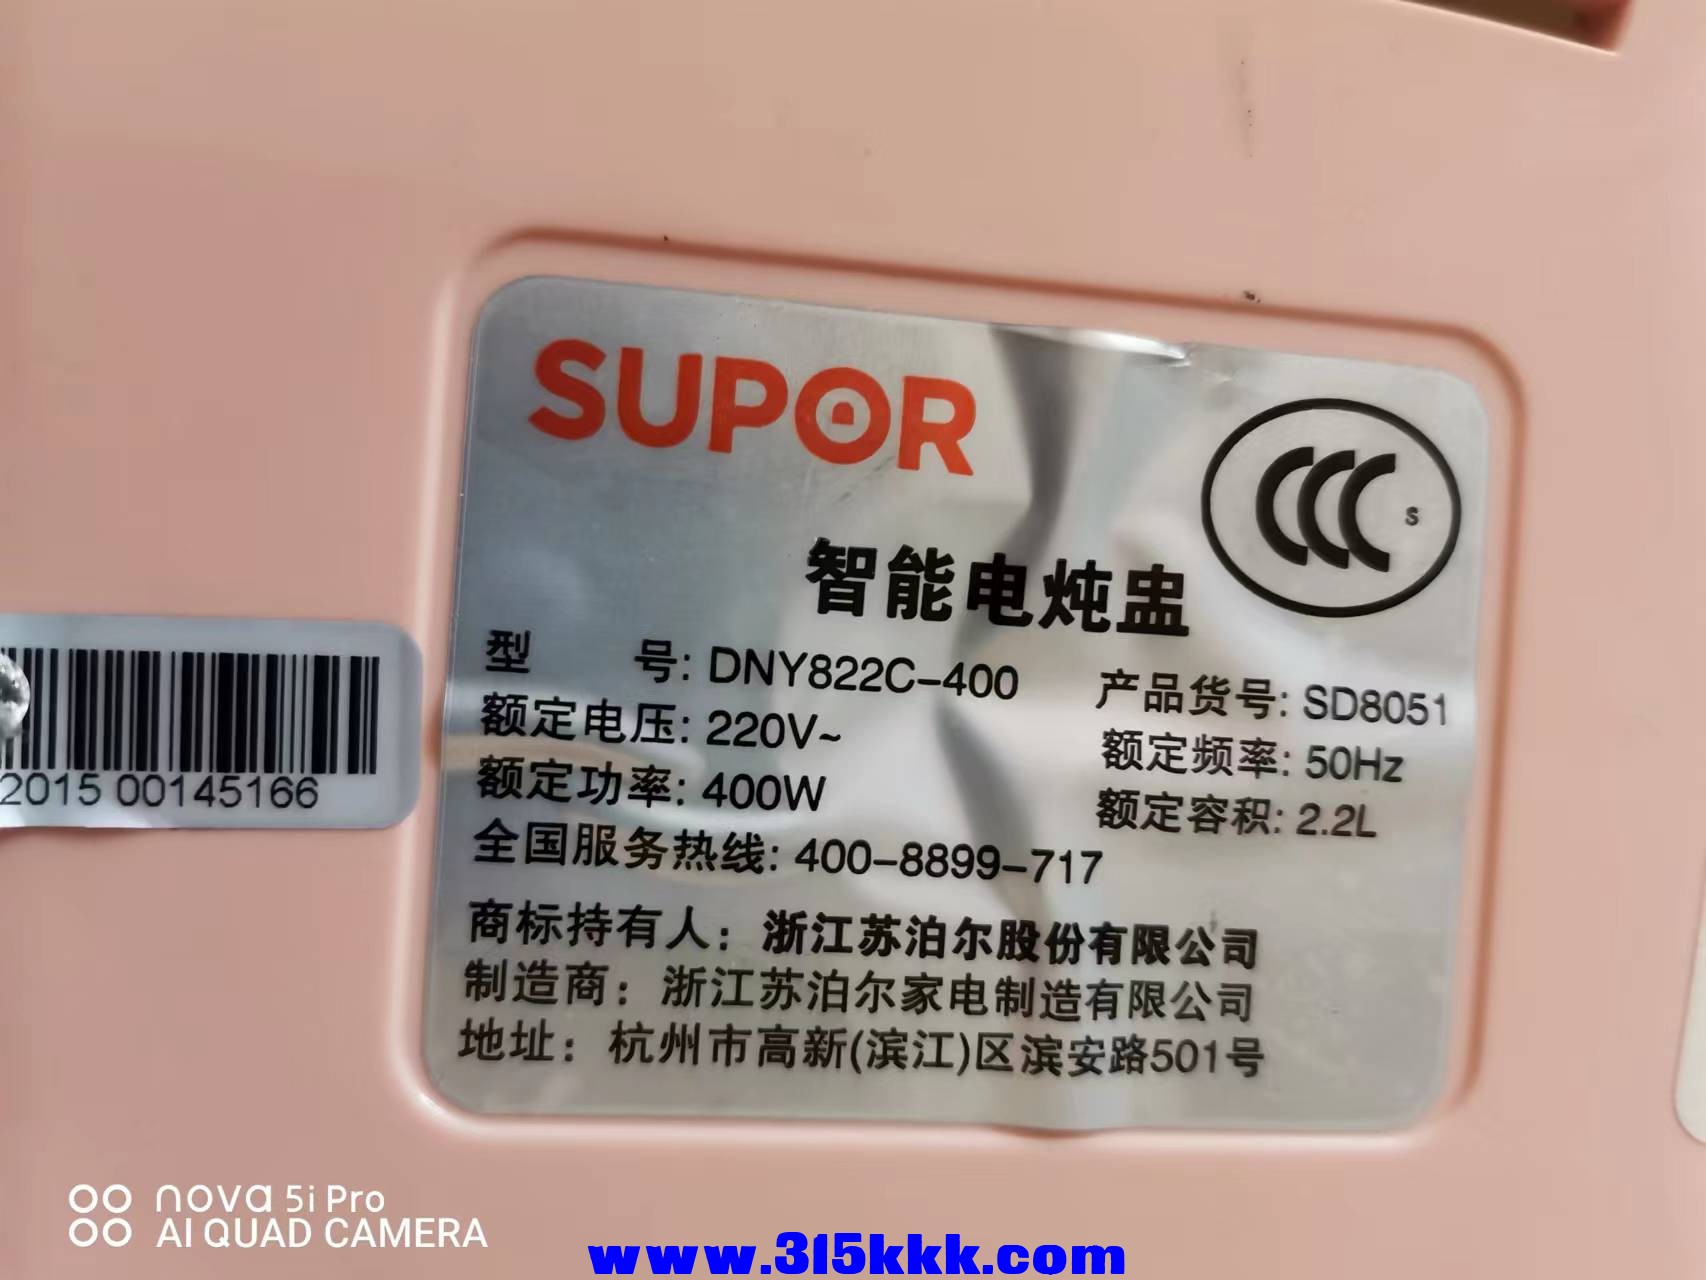 SUPOR
CCC S
智能电炖盅
型 号: DNY822C-400 产品货号: SD8051
额定电压: 220V~ 额定频率: 50Hz
额定功率: 400W 额定容积: 2.2L
全国服务热线: 400-8899-717
商标持有人: 浙江苏泊尔股份有限公司
制造商: 浙江苏泊尔家电制造有限公司
地址: 杭州市高新(滨江)区滨安路501号
2015 00145166
nova 5i Pro
AI QUAD CAMERA
www.315kkk.com